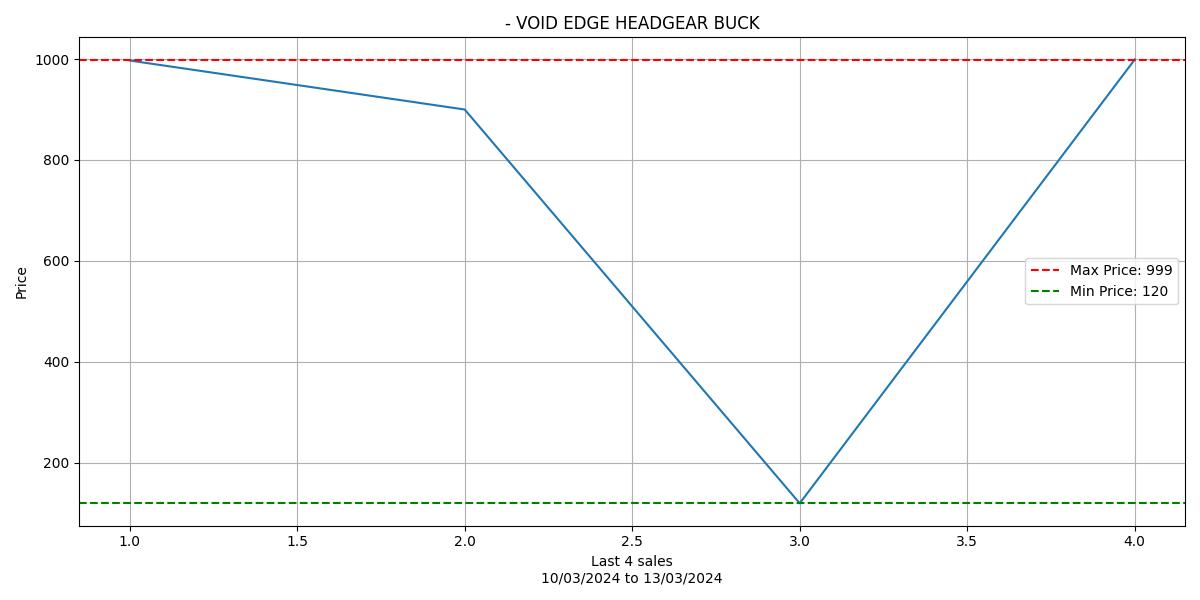 - VOID EDGE HEADGEAR BUCK
1000
800
600
400
200
Price
Max Price: 999
Min Price: 120
1.0 1.5 2.0 2.5 3.0 3.5 4.0
Last 4 sales
10/03/2024 to 13/03/2024